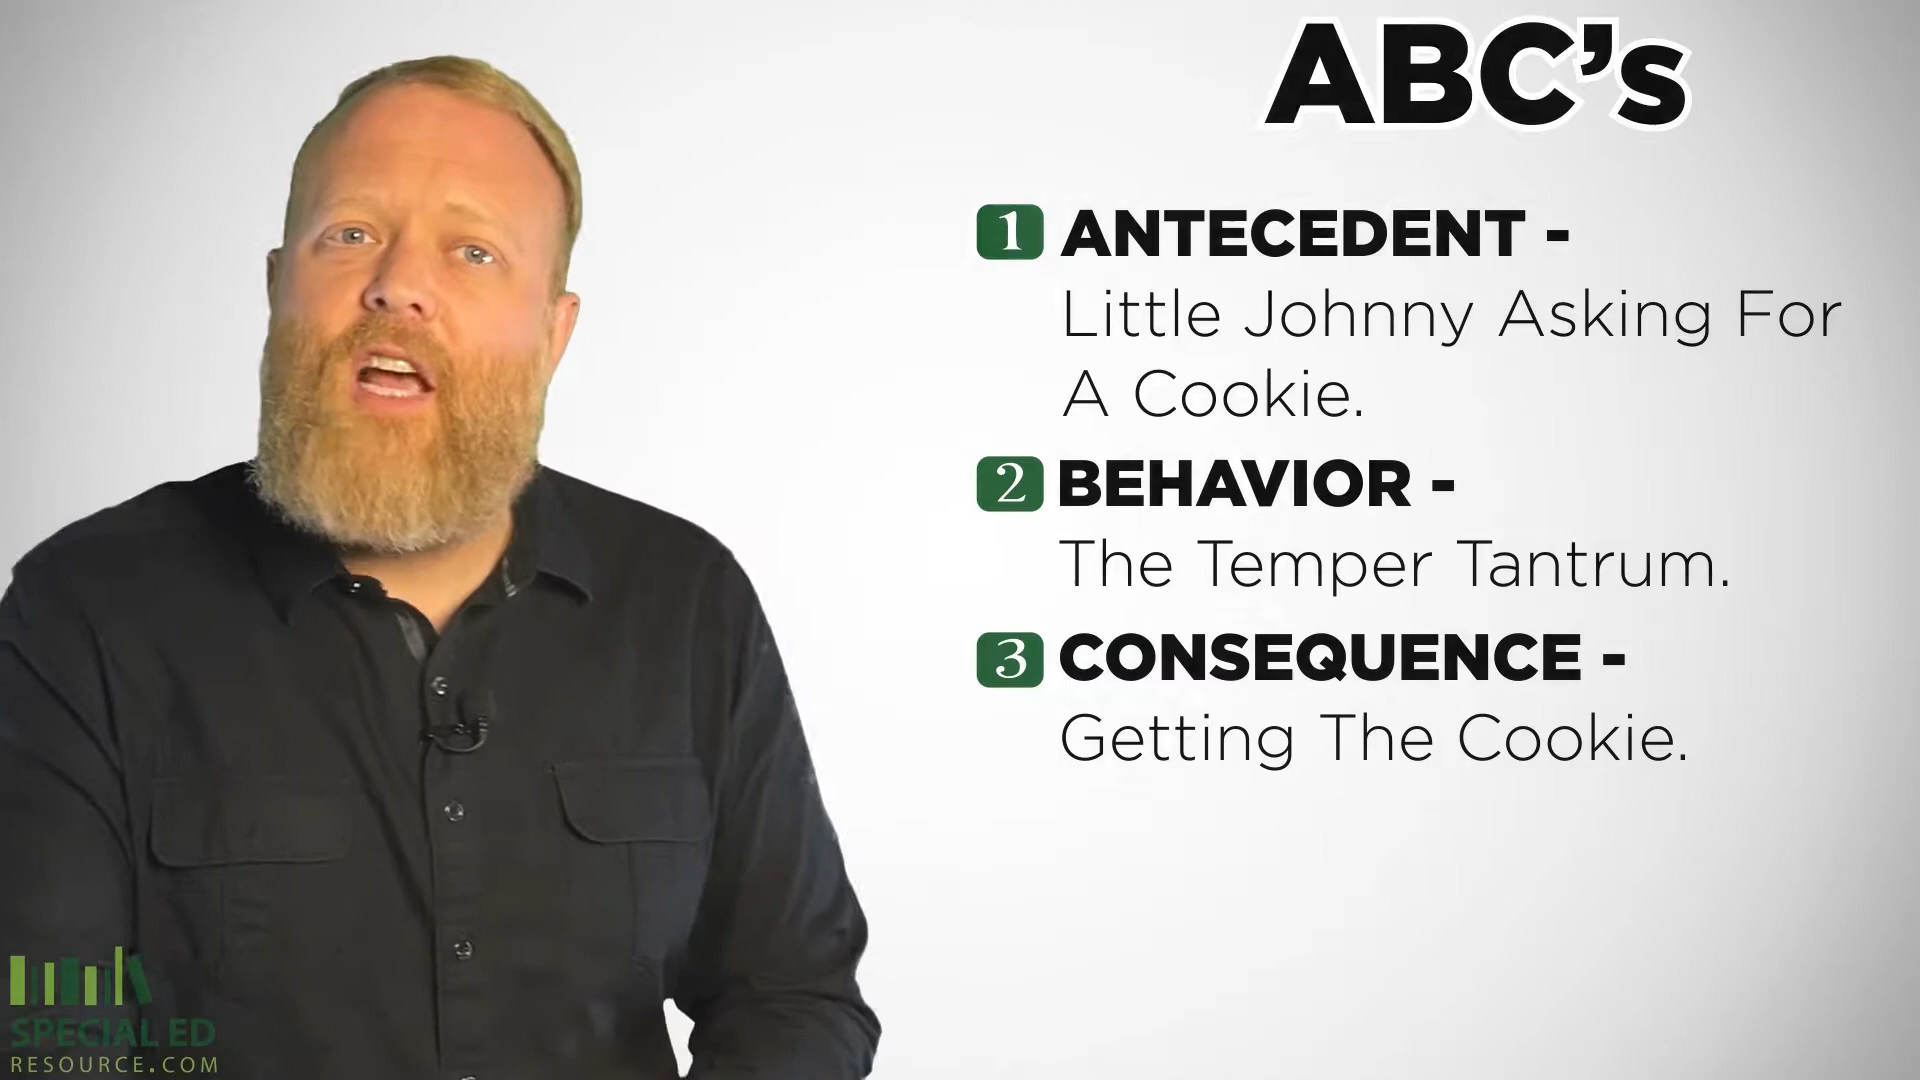 ABC's
1 ANTECEDENT -
Little Johnny Asking For
A Cookie.
2 BEHAVIOR -
The Temper Tantrum.
3 CONSEQUENCE -
Getting The Cookie.
SPECIAL ED
RESOURCE.COM